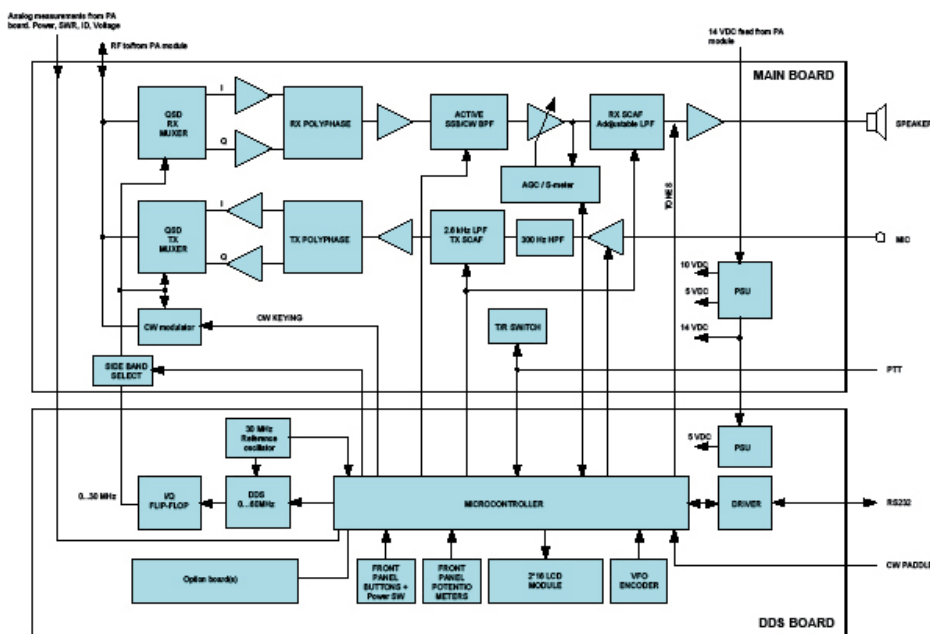 Analog measurements from PA
board. Power, SWR, ID, Voltage
RF to/from PA module
14 VDC feed from PA
module
MAIN BOARD
QSD
RX
MUXER
I
Q
RX POLYPHASE
ACTIVE
SSB/CW BPF
RX SCAF
Adjustable LPF
SPEAKER
AGC / S-meter
TONES
QSD
TX
MUXER
I
Q
TX POLYPHASE
2.6 kHz LPF
TX SCAF
300 Hz HPF
MIC
10 VDC
5 VDC
PSU
14 VDC
CW modulator
CW KEYING
T/R SWITCH
SIDE BAND
SELECT
PTT
30 MHz
Reference
oscillator
5 VDC
PSU
0...30 MHz
I/Q
FLIP-FLOP
DDS
0...60MHz
MICROCONTROLLER
DRIVER
RS232
Option board(s)
FRONT
PANEL
BUTTONS +
Power SW
FRONT
PANEL
POTENTIO
METERS
2*16 LCD
MODULE
VFO
ENCODER
CW PADDLE
DDS BOARD